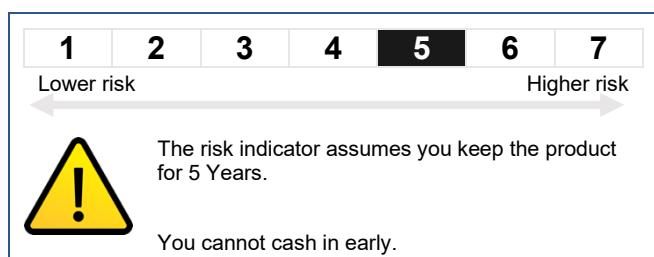 1 2 3 4 5 6 7
Lower risk Higher risk
The risk indicator assumes you keep the product
for 5 Years.
You cannot cash in early.